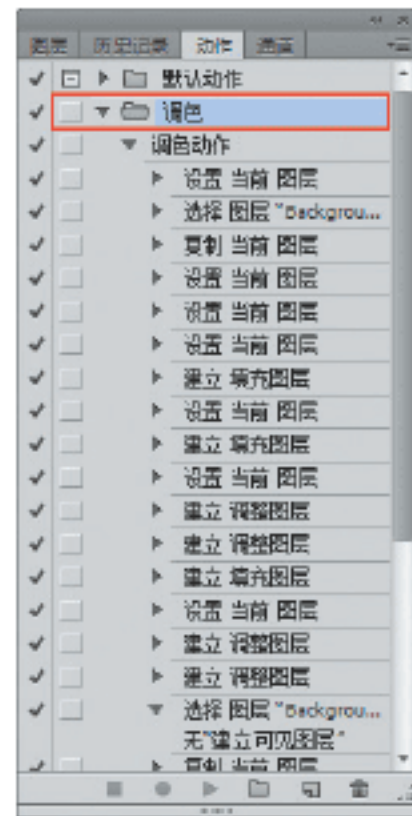 图层 历史记录 动作 通道
默认动作
调色
调色动作
设置 当前 图层
选择 图层 "Backgrou...
复制 当前 图层
设置 当前 图层
设置 当前 图层
设置 当前 图层
建立 填充图层
设置 当前 图层
建立 填充图层
设置 当前 图层
建立 调整图层
建立 调整图层
建立 填充图层
设置 当前 图层
建立 调整图层
建立 调整图层
选择 图层 "Backgrou...
无"建立可见图层"
复制 当前 图层